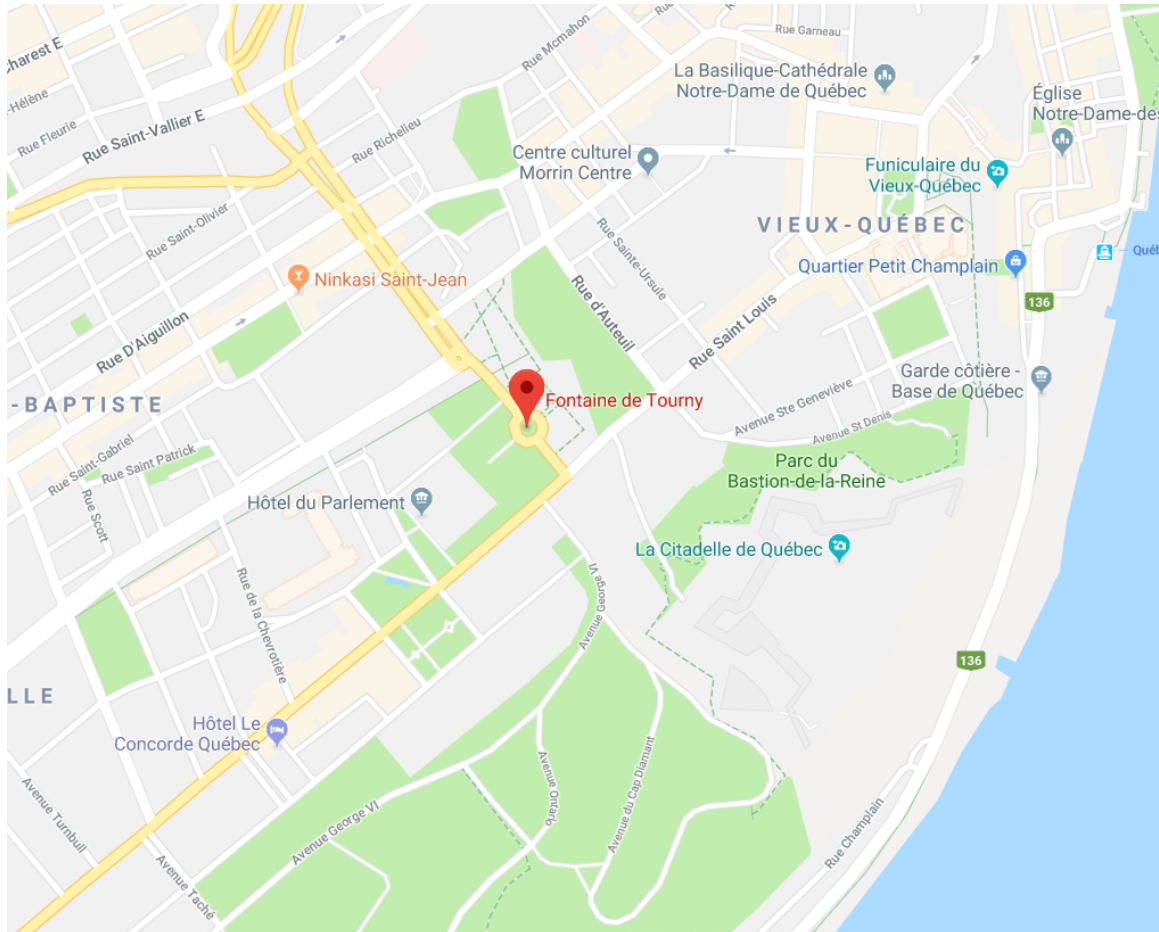 Charest E
Rue Mcmahon
Rue Garneau
La Basilique-Cathédrale
Notre-Dame de Québec
Église
Notre-Dame-des
-Hélène
Rue Fleurie
Rue Saint-Vallier E
Rue Richelieu
Centre culturel
Morrin Centre
Funiculaire du
Vieux-Québec
Rue Saint-Olivier
Rue Sainte-Ursule
VIEUX-QUÉBEC
Québ
Ninkasi Saint-Jean
Quartier Petit Champlain
136
Rue D'Aiguillon
Rue d'Auteuil
Rue Saint Louis
-BAPTISTE
Fontaine de Tourny
Avenue Ste Geneviève
Garde côtière -
Base de Québec
Rue Saint-Gabriel
Rue Saint Patrick
Avenue St Denis
Parc du
Bastion-de-la-Reine
Rue Scott
Hôtel du Parlement
La Citadelle de Québec
Rue de la Chevrotière
Avenue George VI
136
LLE
Hôtel Le
Concorde Québec
Avenue Turnbull
Avenue Ontario
Avenue du Cap Diamant
Avenue George VI
Rue Champlain
Avenue Taché